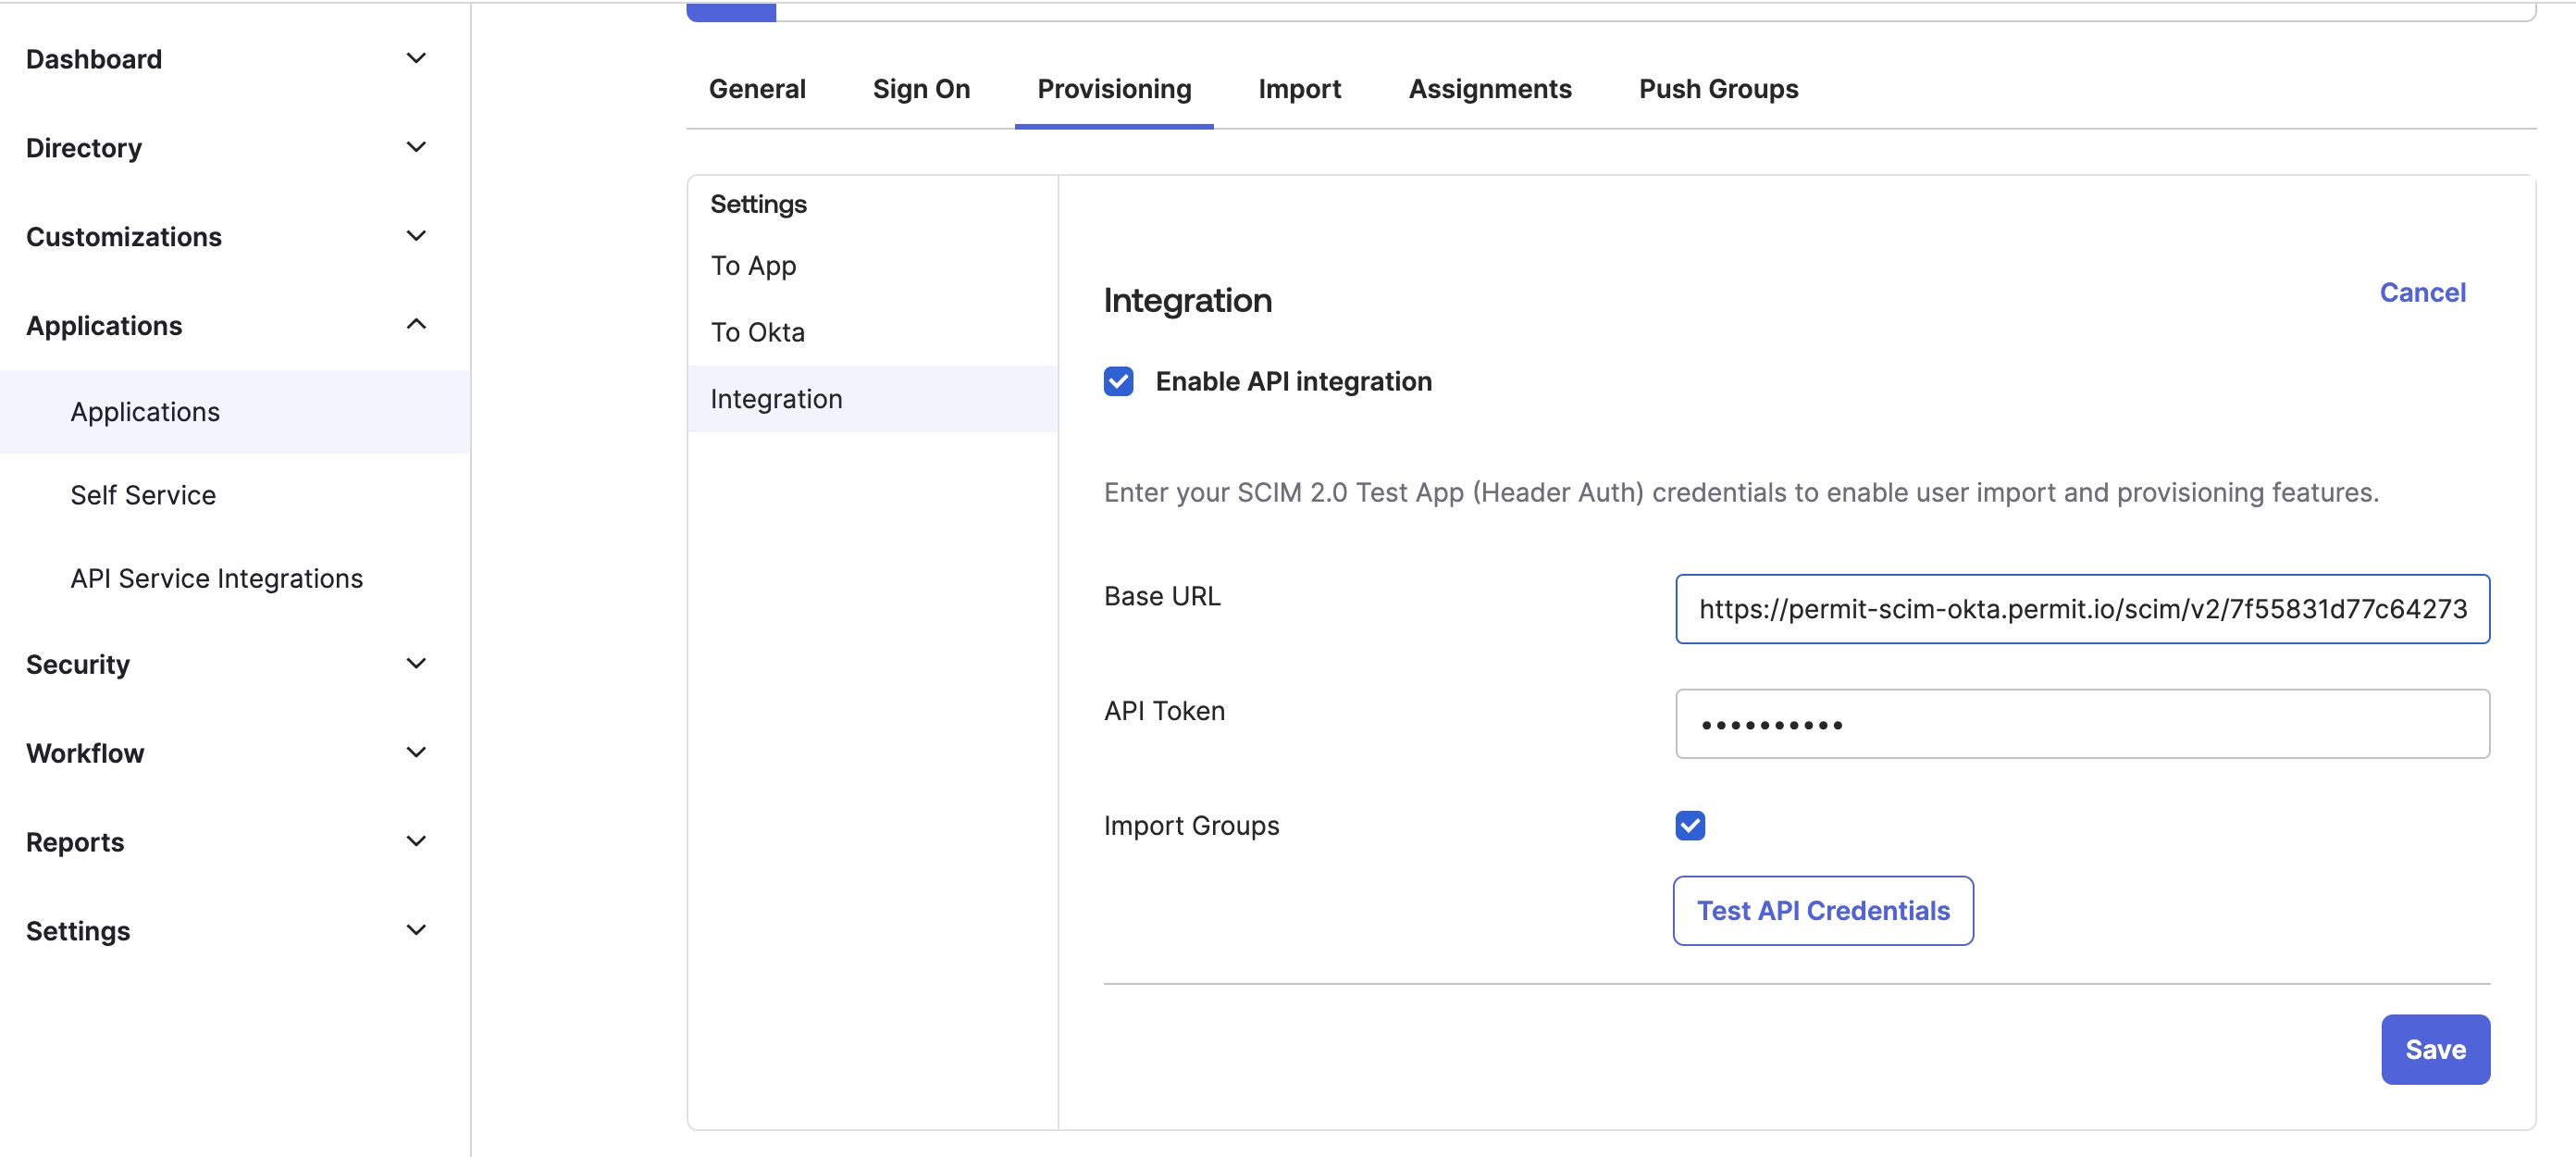 Dashboard
Directory
Customizations
Applications
Applications
Self Service
API Service Integrations
Security
Workflow
Reports
Settings
General
Sign On
Provisioning
Import
Assignments
Push Groups
Settings
To App
To Okta
Integration
Integration
Cancel
Enable API integration
Enter your SCIM 2.0 Test App (Header Auth) credentials to enable user import and provisioning features.
Base URL
https://permit-scim-okta.permit.io/scim/v2/7f55831d77c64273
API Token
••••••••••
Import Groups
Test API Credentials
Save